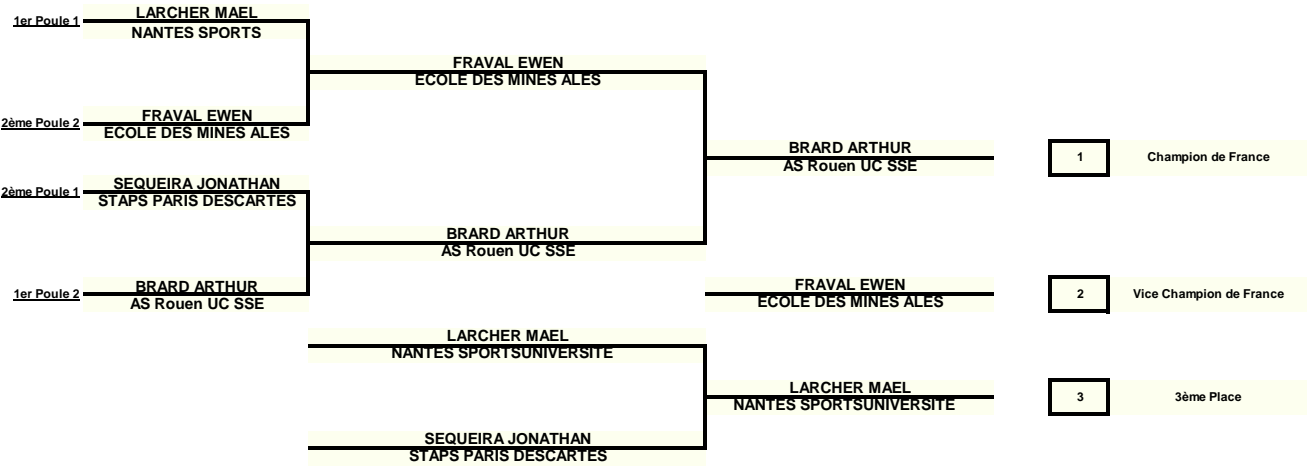 1er Poule 1
LARCHER MAEL
NANTES SPORTS
FRAVAL EWEN
ECOLE DES MINES ALES
2ème Poule 2
FRAVAL EWEN
ECOLE DES MINES ALES
BRARD ARTHUR
AS Rouen UC SSE
1
Champion de France
2ème Poule 1
SEQUEIRA JONATHAN
STAPS PARIS DESCARTES
BRARD ARTHUR
AS Rouen UC SSE
1er Poule 2
BRARD ARTHUR
AS Rouen UC SSE
FRAVAL EWEN
ECOLE DES MINES ALES
2
Vice Champion de France
LARCHER MAEL
NANTES SPORTSUNIVERSITE
LARCHER MAEL
NANTES SPORTSUNIVERSITE
3
3ème Place
SEQUEIRA JONATHAN
STAPS PARIS DESCARTES